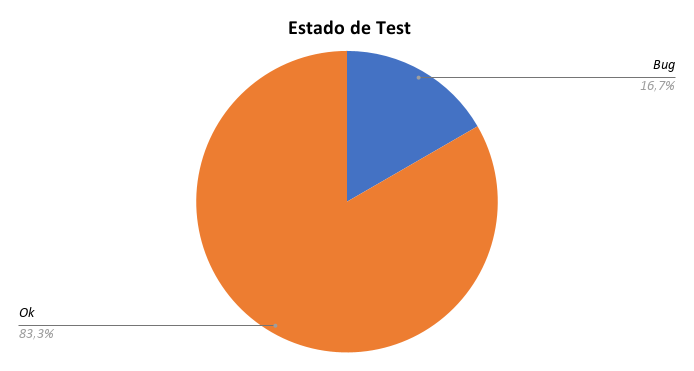 Estado de Test
Bug
16,7%
Ok
83,3%